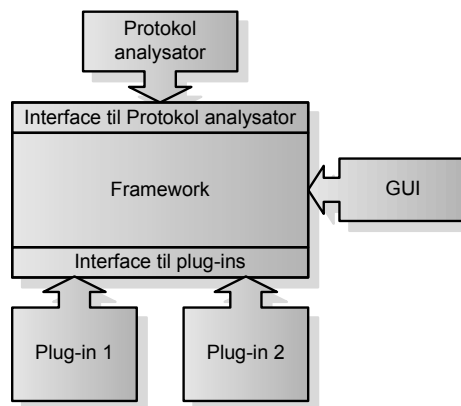 Protokol
analysator
Interface til Protokol analysator
Framework
GUI
Interface til plug-ins
Plug-in 1
Plug-in 2